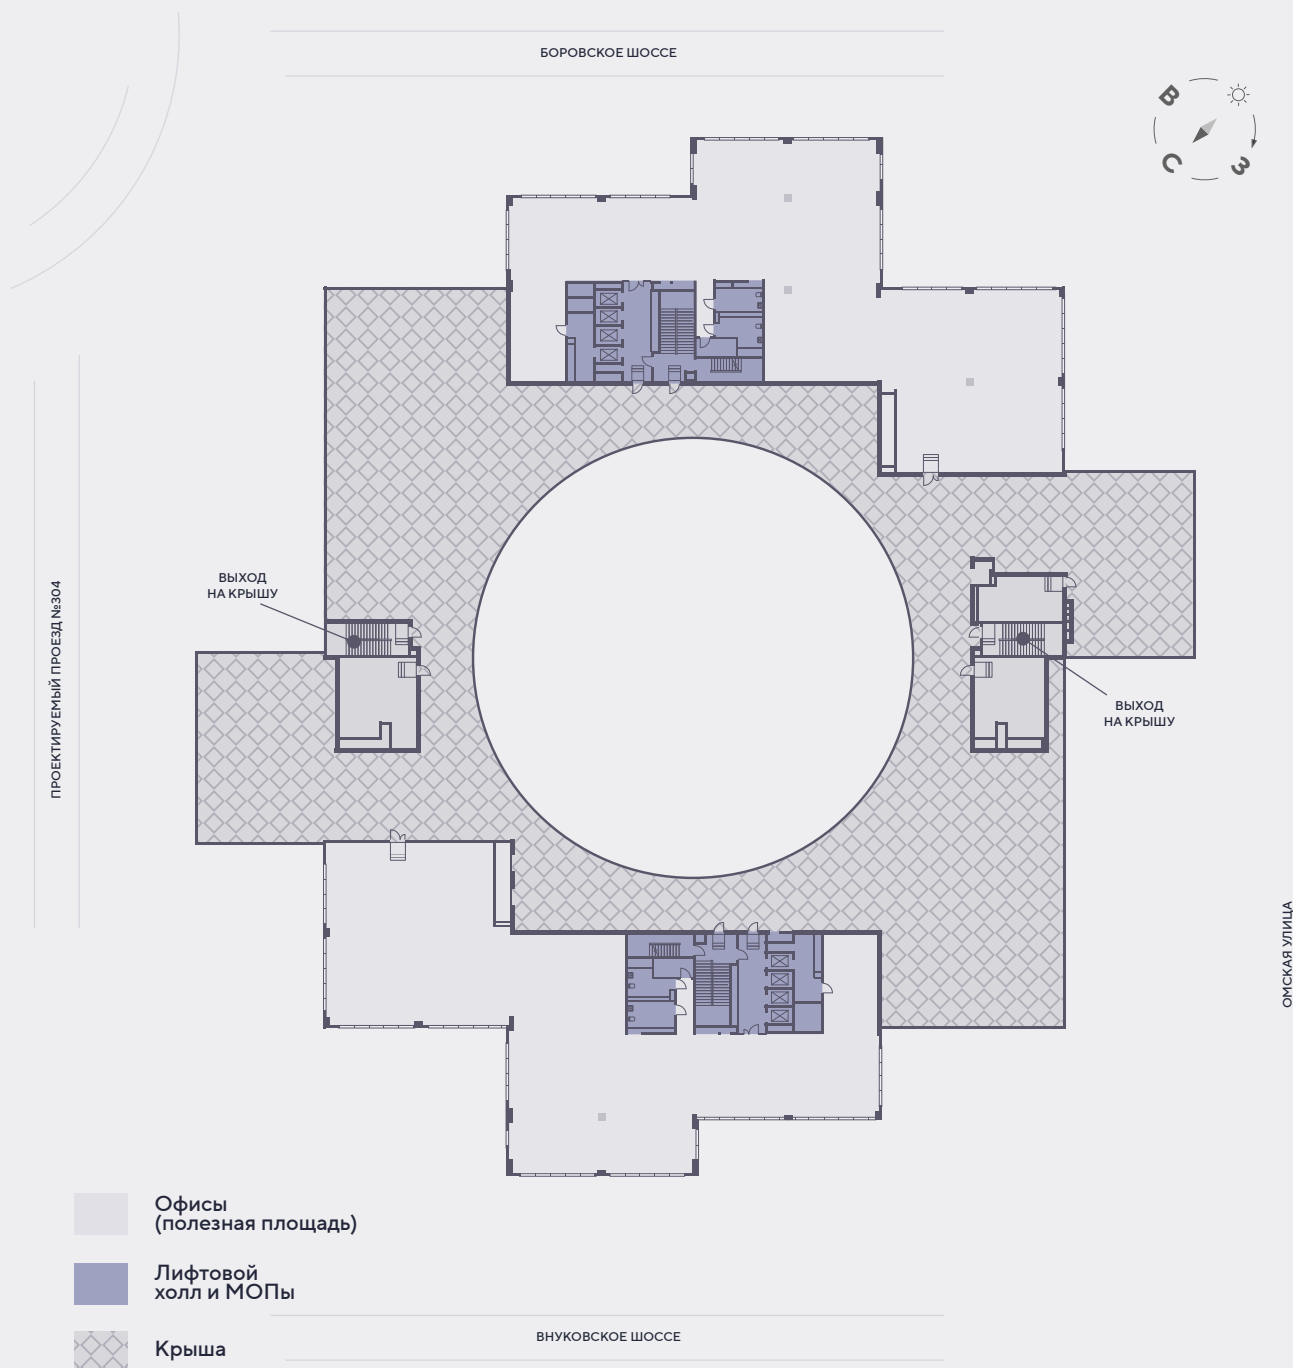 БОРОВСКОЕ ШОССЕ
В
С
З
ВЫХОД
НА КРЫШУ
ПРОЕКТИРУЕМЫЙ ПРОЕЗД №304
ВЫХОД
НА КРЫШУ
ОМСКАЯ УЛИЦА
Офисы
(полезная площадь)
Лифтовой
холл и МОПы
Крыша
ВНУКОВСКОЕ ШОССЕ